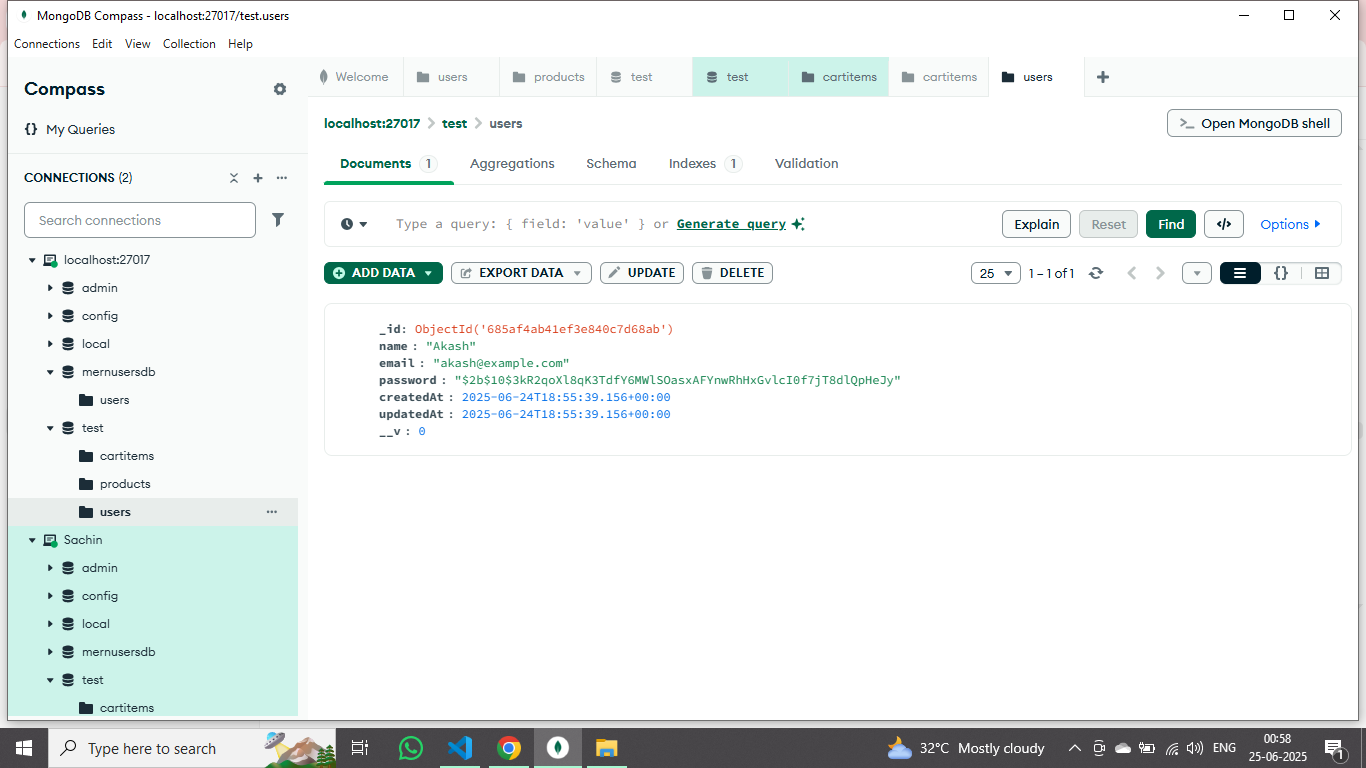 MongoDB Compass - localhost:27017/test.users
Connections Edit View Collection Help
Compass
{} My Queries
CONNECTIONS (2)
Search connections
localhost:27017
admin
config
local
mernusersdb
users
test
cartitems
products
users
Sachin
admin
config
local
mernusersdb
test
cartitems
Welcome users products test test cartitems cartitems users
localhost:27017 > test > users
>_ Open MongoDB shell
Documents 1 Aggregations Schema Indexes 1 Validation
Type a query: { field: 'value' } or Generate query
Explain Reset Find </> Options
ADD DATA EXPORT DATA UPDATE DELETE
25 1 – 1 of 1 {}
_id: ObjectId('685af4ab41ef3e840c7d68ab')
name : "Akash"
email : "akash@example.com"
password : "$2b$10$3kR2qoXl8qK3TdfY6MWlSOasxAFYnwRhHxGvlcI0f7jT8dlQpHeJy"
createdAt : 2025-06-24T18:55:39.156+00:00
updatedAt : 2025-06-24T18:55:39.156+00:00
__v : 0
Type here to search
32°C Mostly cloudy
ENG
00:58
25-06-2025
1